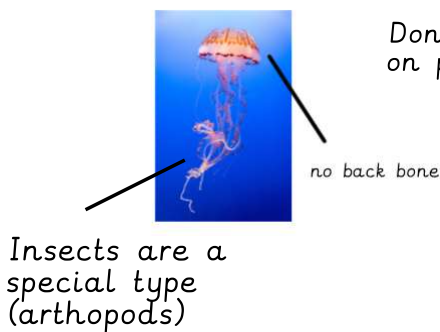 Don
on p
no back bone
Insects are a
special type
(arthopods)